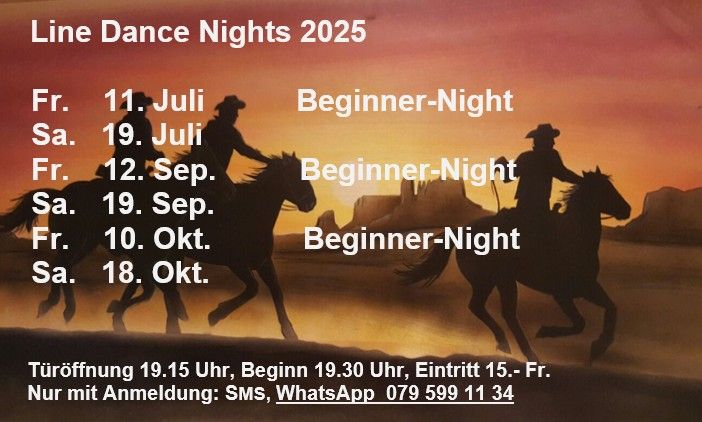 Line Dance Nights 2025
Fr. 11. Juli Beginner-Night
Sa. 19. Juli
Fr. 12. Sep. Beginner-Night
Sa. 19. Sep.
Fr. 10. Okt. Beginner-Night
Sa. 18. Okt.
Türöffnung 19.15 Uhr, Beginn 19.30 Uhr, Eintritt 15.- Fr.
Nur mit Anmeldung: SMS, WhatsApp 079 599 11 34